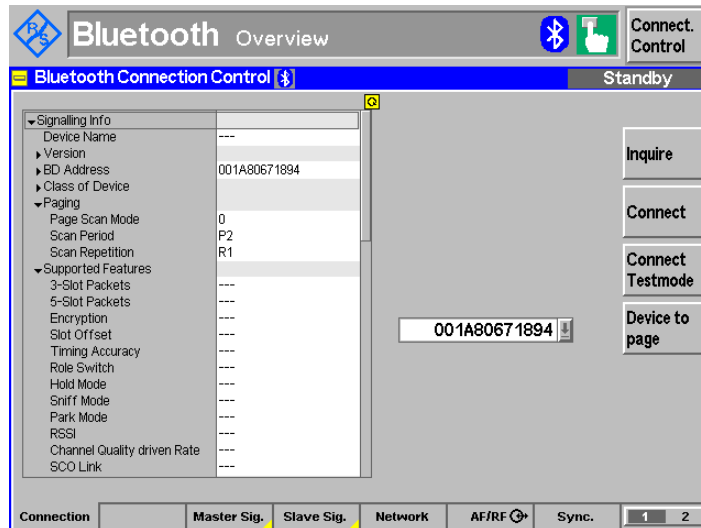 R&S
Bluetooth Overview
Connect. Control
Bluetooth Connection Control
Standby
Signalling Info
Device Name ---
Version
BD Address 001A80671894
Class of Device
Paging
Page Scan Mode 0
Scan Period P2
Scan Repetition R1
Supported Features
3-Slot Packets ---
5-Slot Packets ---
Encryption ---
Slot Offset ---
Timing Accuracy ---
Role Switch ---
Hold Mode ---
Sniff Mode ---
Park Mode ---
RSSI ---
Channel Quality driven Rate ---
SCO Link ---
001A80671894
Inquire
Connect
Connect
Testmode
Device to
page
Connection Master Sig. Slave Sig. Network AF/RF Sync. 1 2